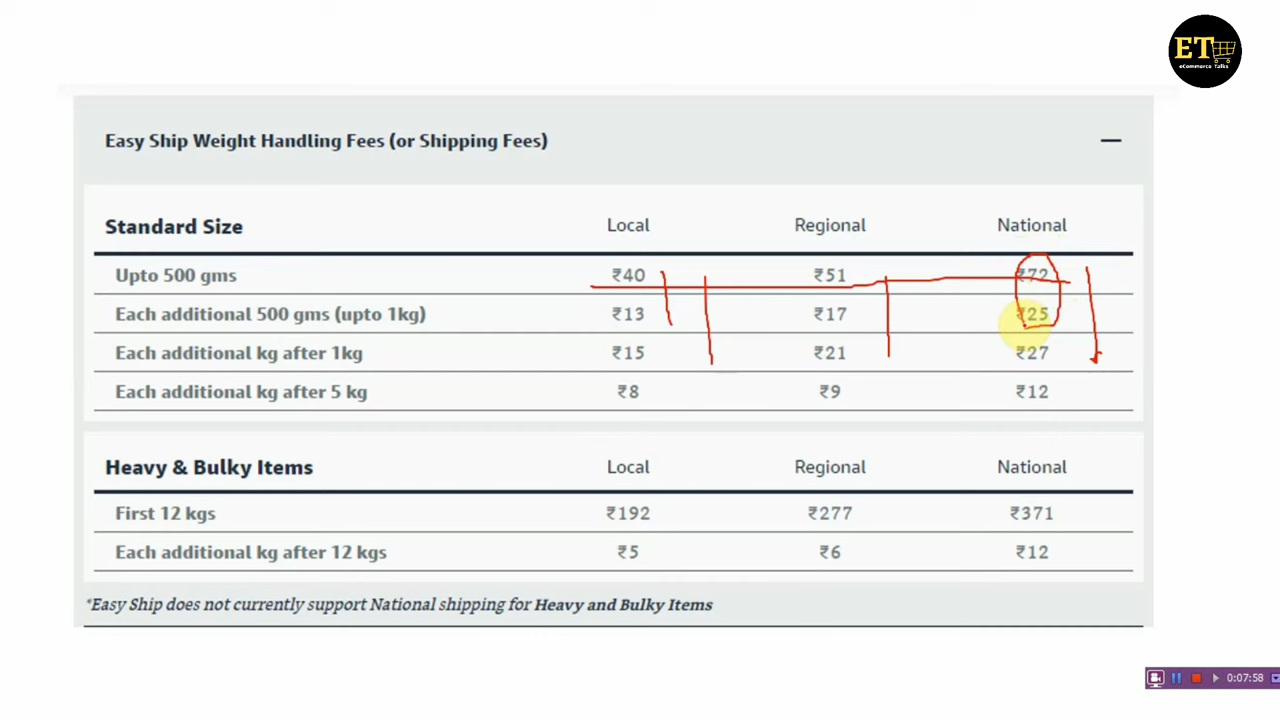 ET
eCommerce Talks
Easy Ship Weight Handling Fees (or Shipping Fees) —
Standard Size Local Regional National
Upto 500 gms ₹40 ₹51 ₹72
Each additional 500 gms (upto 1kg) ₹13 ₹17 ₹25
Each additional kg after 1kg ₹15 ₹21 ₹27
Each additional kg after 5 kg ₹8 ₹9 ₹12
Heavy & Bulky Items Local Regional National
First 12 kgs ₹192 ₹277 ₹371
Each additional kg after 12 kgs ₹5 ₹6 ₹12
*Easy Ship does not currently support National shipping for Heavy and Bulky Items
0:07:58